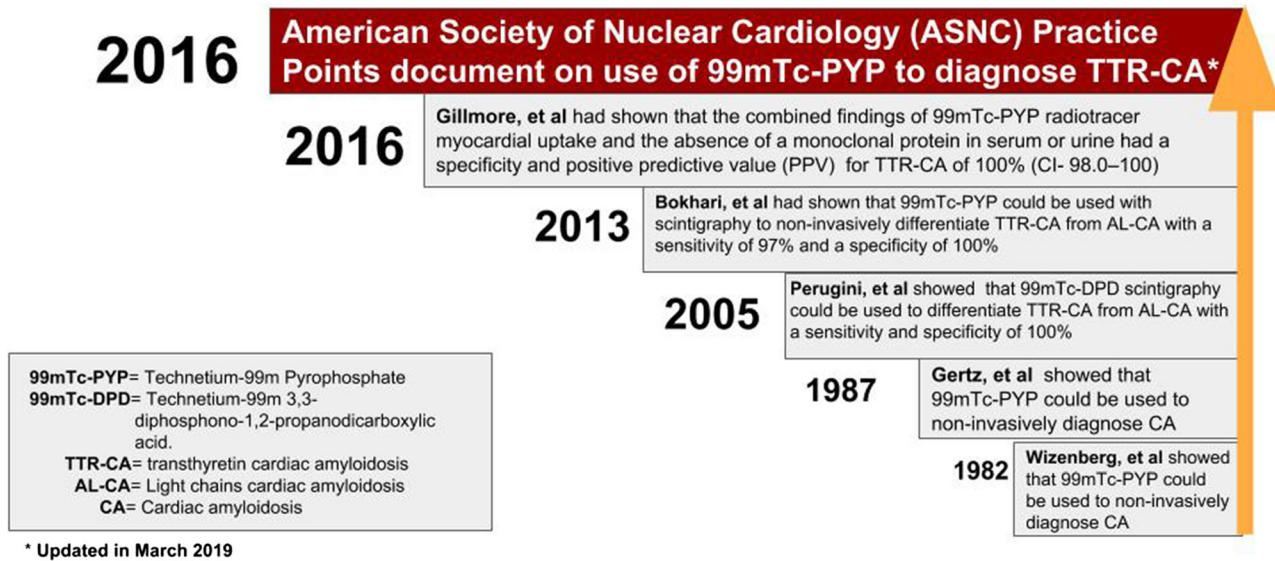 2016
American Society of Nuclear Cardiology (ASNC) Practice
Points document on use of 99mTc-PYP to diagnose TTR-CA*
2016
Gillmore, et al had shown that the combined findings of 99mTc-PYP radiotracer
myocardial uptake and the absence of a monoclonal protein in serum or urine had a
specificity and positive predictive value (PPV) for TTR-CA of 100% (CI- 98.0–100)
2013
Bokhari, et al had shown that 99mTc-PYP could be used with
scintigraphy to non-invasively differentiate TTR-CA from AL-CA with a
sensitivity of 97% and a specificity of 100%
2005
Perugini, et al showed that 99mTc-DPD scintigraphy
could be used to differentiate TTR-CA from AL-CA with
a sensitivity and specificity of 100%
1987
Gertz, et al showed that
99mTc-PYP could be used to
non-invasively diagnose CA
1982
Wizenberg, et al showed
that 99mTc-PYP could
be used to non-invasively
diagnose CA
99mTc-PYP= Technetium-99m Pyrophosphate
99mTc-DPD= Technetium-99m 3,3-
diphosphono-1,2-propanodicarboxylic
acid.
TTR-CA= transthyretin cardiac amyloidosis
AL-CA= Light chains cardiac amyloidosis
CA= Cardiac amyloidosis
* Updated in March 2019